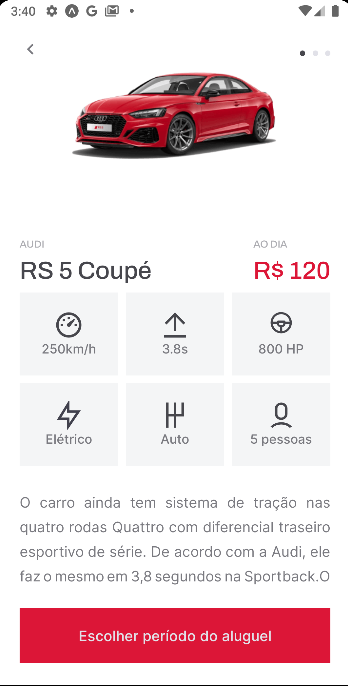 3:40
AUDI
AO DIA
RS 5 Coupé
R$ 120
250km/h
3.8s
800 HP
Elétrico
Auto
5 pessoas
O carro ainda tem sistema de tração nas
quatro rodas Quattro com diferencial traseiro
esportivo de série. De acordo com a Audi, ele
faz o mesmo em 3,8 segundos na Sportback.O
Escolher período do aluguel